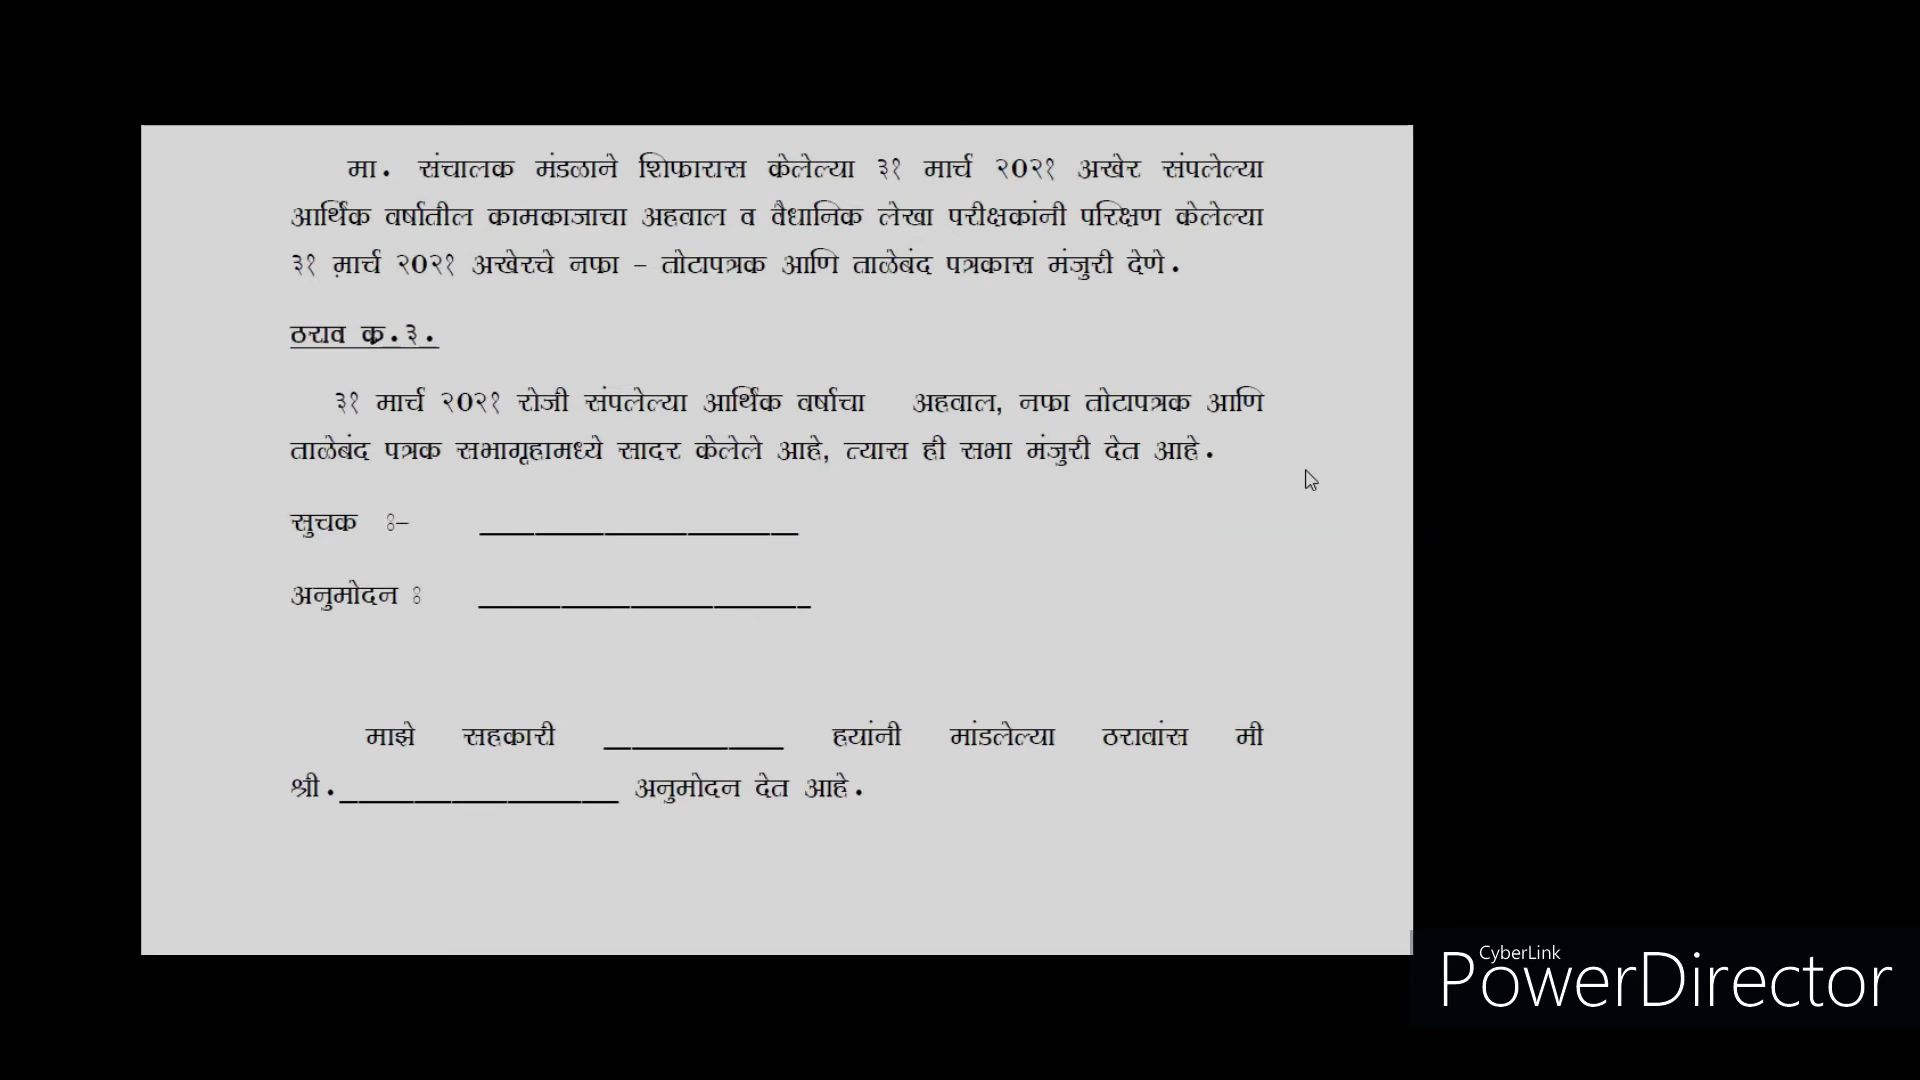 मा. संचालक मंडळाने शिफारास केलेल्या ३१ मार्च २०२१ अखेर संपलेल्या
आर्थिक वर्षातील कामकाजाचा अहवाल व वैधानिक लेखा परीक्षकांनी परिक्षण केलेल्या
३१ मार्च २०२१ अखेरचे नफा - तोटापत्रक आणि ताळेबंद पत्रकास मंजुरी देणे.
ठराव क्र.३.
३१ मार्च २०२१ रोजी संपलेल्या आर्थिक वर्षाचा अहवाल, नफा तोटापत्रक आणि
ताळेबंद पत्रक सभागृहामध्ये सादर केलेले आहे, त्यास ही सभा मंजुरी देत आहे.
सुचक :- ____________________
अनुमोदन : ____________________
माझे सहकारी ____________ ह्यांनी मांडलेल्या ठरावांस मी
श्री.__________________ अनुमोदन देत आहे.
CyberLink
PowerDirector